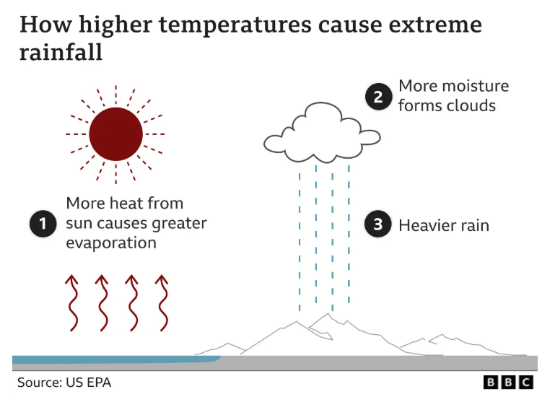 How higher temperatures cause extreme
rainfall
1
More heat from
sun causes greater
evaporation
2
More moisture
forms clouds
3
Heavier rain
Source: US EPA
BBC